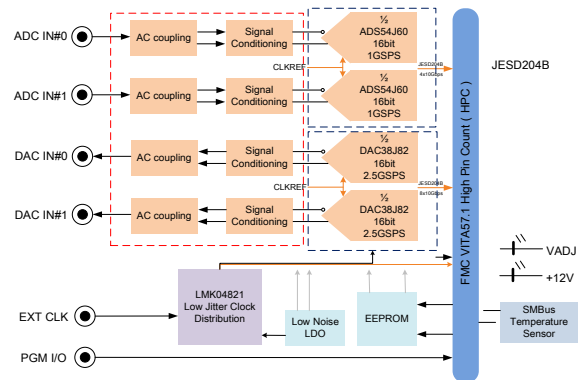 ADC IN#0
AC coupling
Signal
Conditioning
½
ADS54J60
16bit
1GSPS
CLKREF
JESD204B
4x10Gbps
JESD204B
ADC IN#1
AC coupling
Signal
Conditioning
½
ADS54J60
16bit
1GSPS
DAC IN#0
AC coupling
Signal
Conditioning
½
DAC38J82
16bit
2.5GSPS
CLKREF
JESD204B
8x10Gbps
DAC IN#1
AC coupling
Signal
Conditioning
½
DAC38J82
16bit
2.5GSPS
FMC VITA57.1 High Pin Count ( HPC )
VADJ
+12V
LMK04821
Low Jitter Clock
Distribution
Low Noise
LDO
EEPROM
SMBus
Temperature
Sensor
EXT CLK
PGM I/O